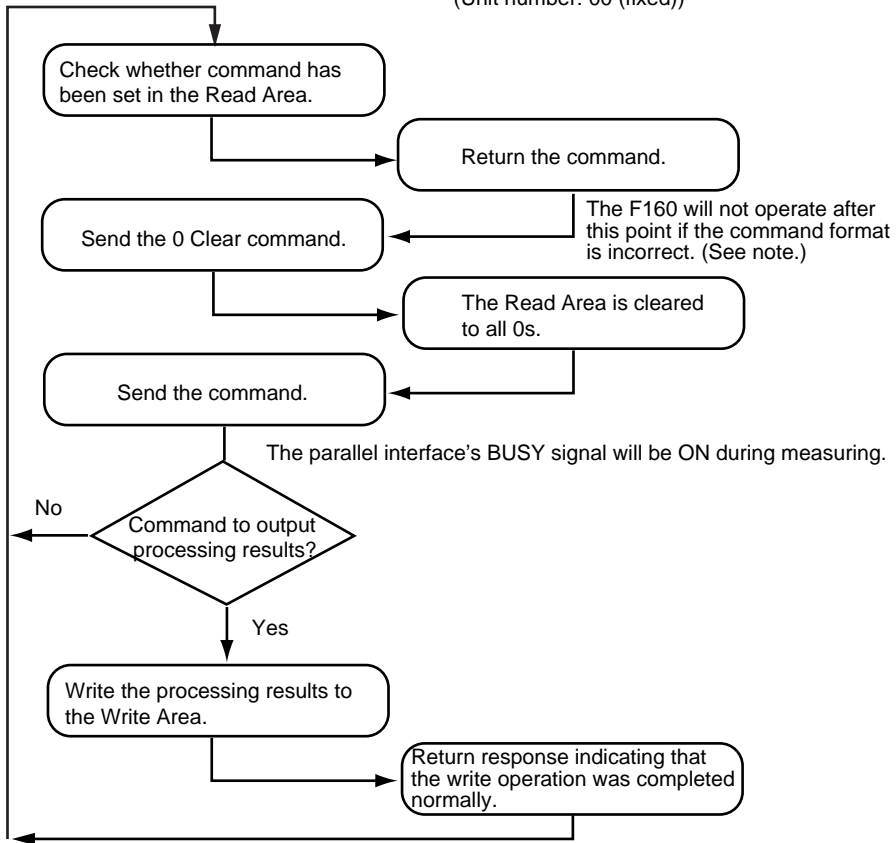 (Unit number: 00 (fixed))
Check whether command has
been set in the Read Area.
Return the command.
The F160 will not operate after
this point if the command format
is incorrect. (See note.)
Send the 0 Clear command.
The Read Area is cleared
to all 0s.
Send the command.
The parallel interface's BUSY signal will be ON during measuring.
No
Command to output
processing results?
Yes
Write the processing results to
the Write Area.
Return response indicating that
the write operation was completed
normally.